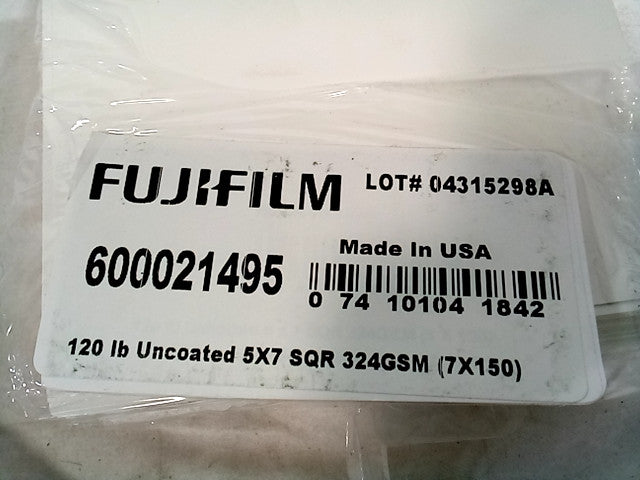 FUJIFILM LOT# 04315298A
Made In USA
600021495
0 74 10104 1842
120 lb Uncoated 5X7 SQR 324GSM (7X150)